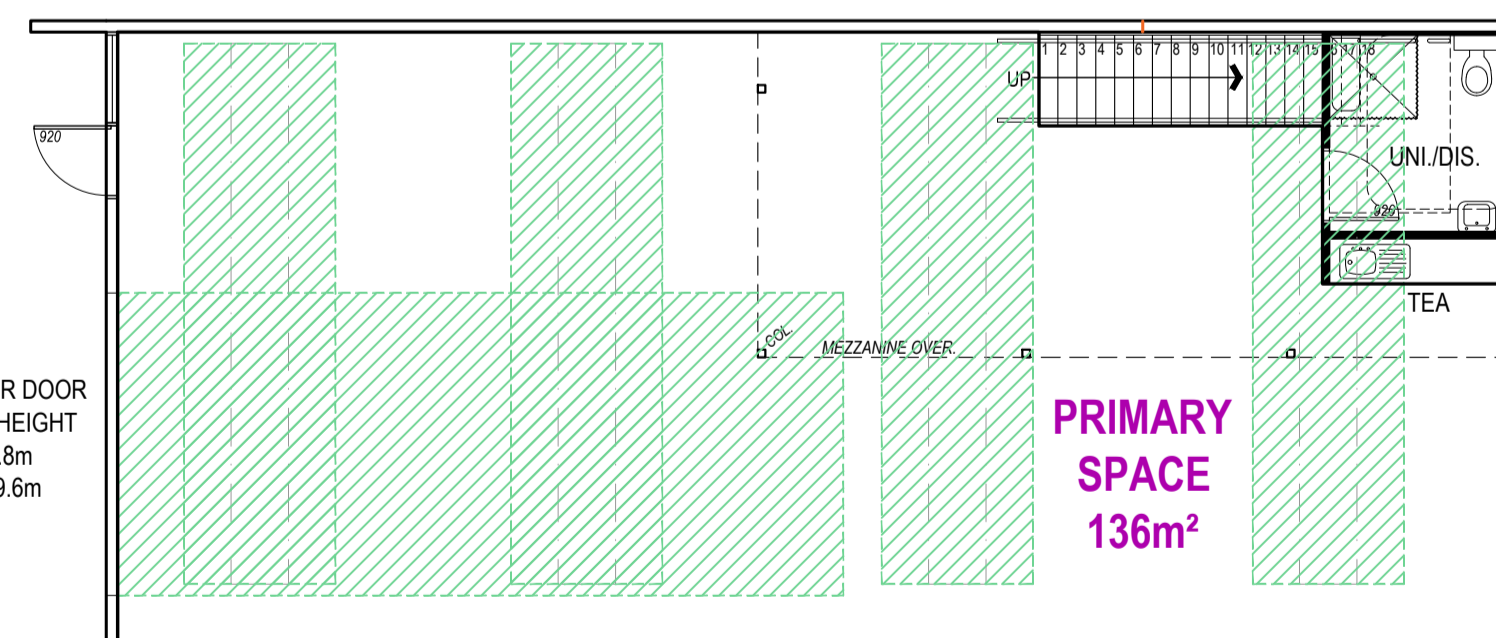 1 2 3 4 5 6 7 8 9 10 11 12 13 14 15 16 17 18
UP
920
UNI./DIS.
920
TEA
COL.
MEZZANINE OVER.
R DOOR
HEIGHT
.8m
9.6m
PRIMARY
SPACE
136m²